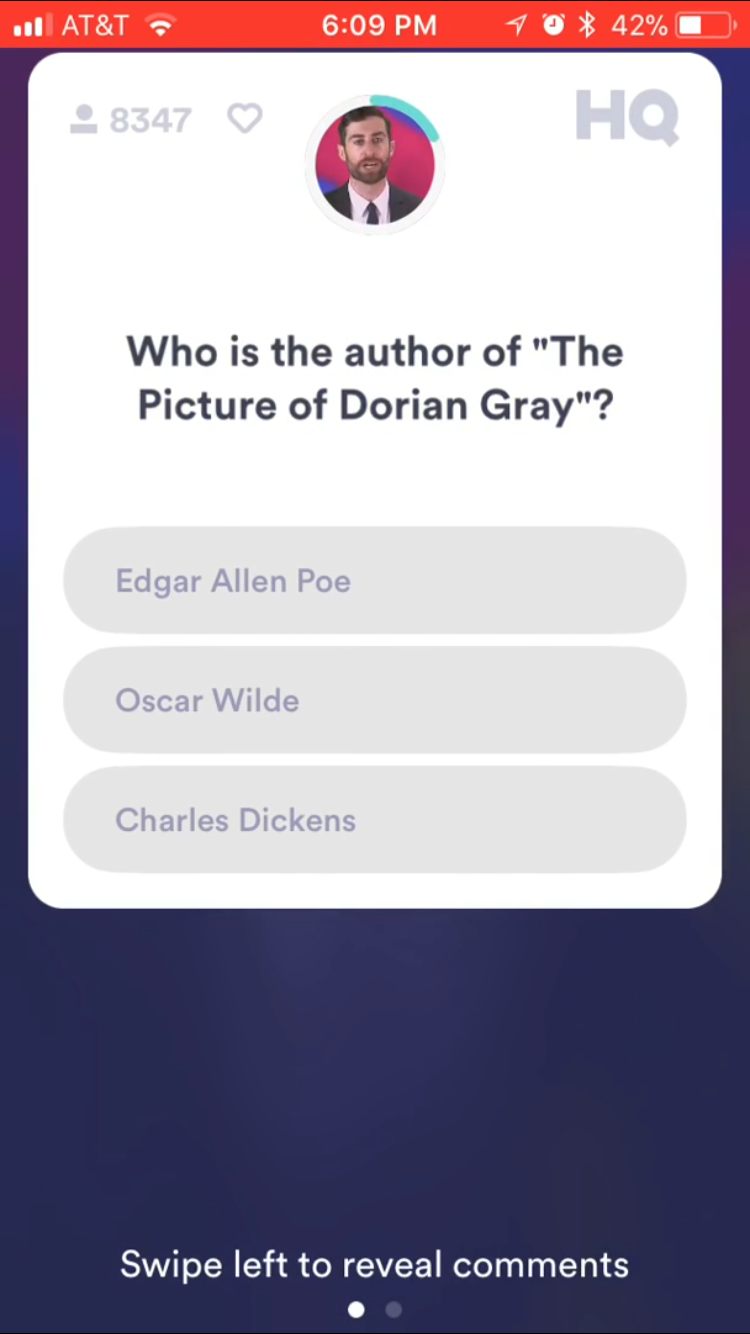 AT&T 6:09 PM 42%
8347 HQ
Who is the author of "The
Picture of Dorian Gray"?
Edgar Allen Poe
Oscar Wilde
Charles Dickens
Swipe left to reveal comments